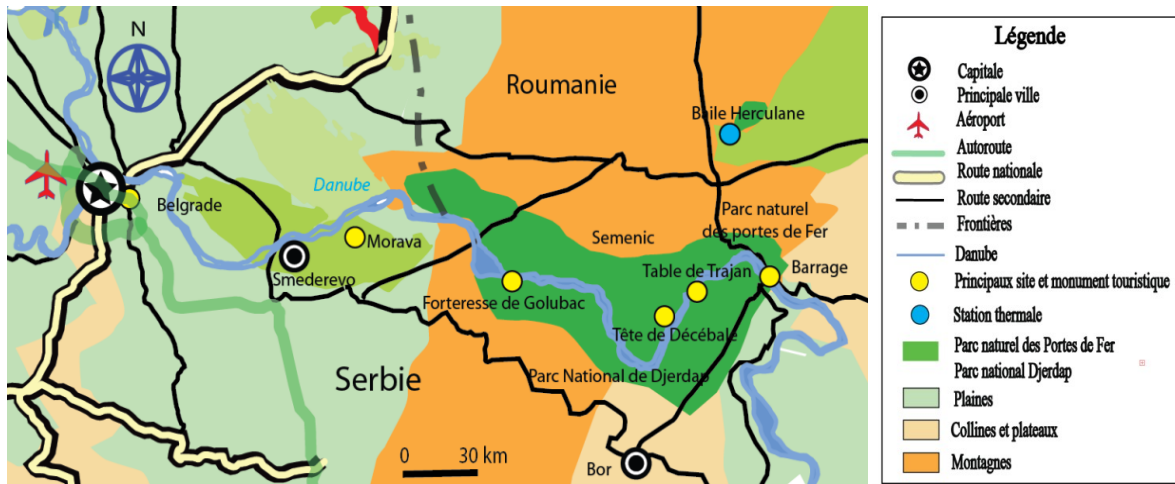 N
Roumanie
Baile Herculane
Danube
Belgrade
Morava
Smederevo
Semenic
Parc naturel
des portes de Fer
Table de Trajan
Barrage
Forteresse de Golubac
Tête de Décébale
Parc National de Djerdap
Serbie
0 30 km
Bor
Légende
Capitale
Principale ville
Aéroport
Autoroute
Route nationale
Route secondaire
Frontières
Danube
Principaux site et monument touristique
Station thermale
Parc naturel des Portes de Fer
Parc national Djerdap
Plaines
Collines et plateaux
Montagnes